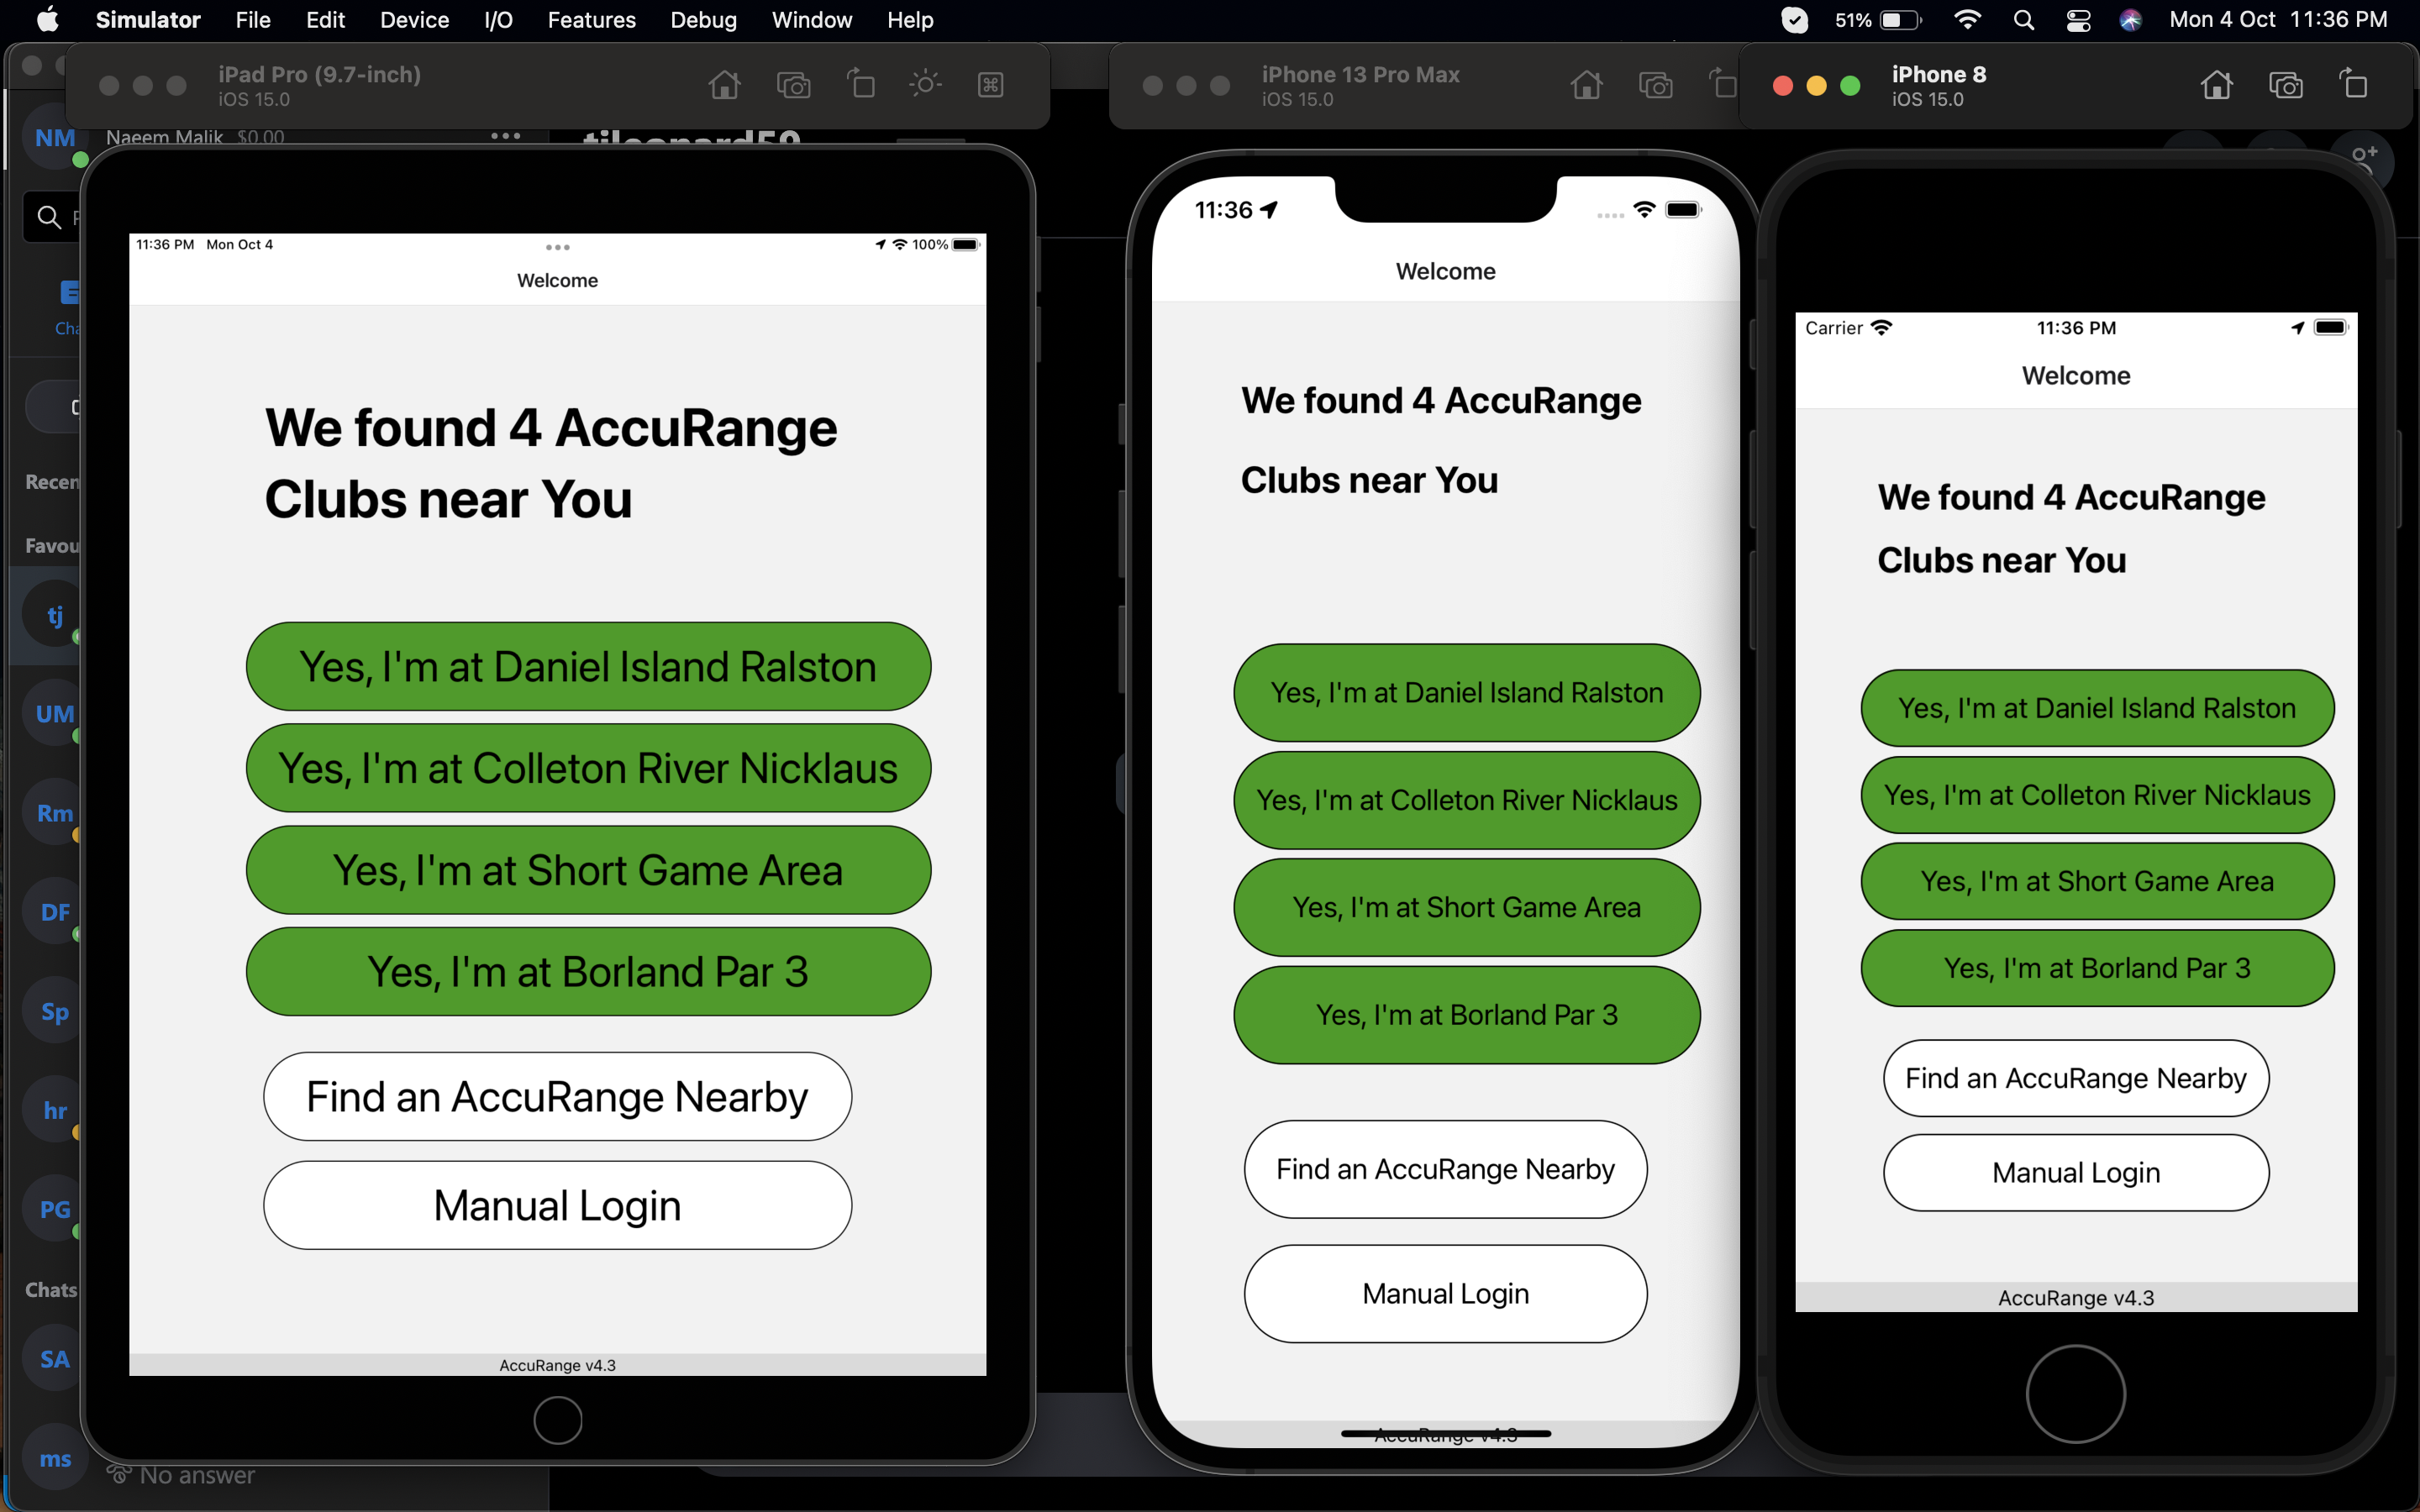 Simulator File Edit Device I/O Features Debug Window Help 51% Mon 4 Oct 11:36 PM
iPad Pro (9.7-inch)
iOS 15.0
iPhone 13 Pro Max
iOS 15.0
iPhone 8
iOS 15.0
NM
Naeem Malik $0.00
Recen
Favou
tj
UM
Rm
DF
Sp
hr
PG
Chats
SA
ms
No answer
11:36 PM Mon Oct 4
100%
Welcome
We found 4 AccuRange
Clubs near You
Yes, I'm at Daniel Island Ralston
Yes, I'm at Colleton River Nicklaus
Yes, I'm at Short Game Area
Yes, I'm at Borland Par 3
Find an AccuRange Nearby
Manual Login
AccuRange v4.3
11:36
Welcome
We found 4 AccuRange
Clubs near You
Yes, I'm at Daniel Island Ralston
Yes, I'm at Colleton River Nicklaus
Yes, I'm at Short Game Area
Yes, I'm at Borland Par 3
Find an AccuRange Nearby
Manual Login
AccuRange v4.3
Carrier 11:36 PM
Welcome
We found 4 AccuRange
Clubs near You
Yes, I'm at Daniel Island Ralston
Yes, I'm at Colleton River Nicklaus
Yes, I'm at Short Game Area
Yes, I'm at Borland Par 3
Find an AccuRange Nearby
Manual Login
AccuRange v4.3